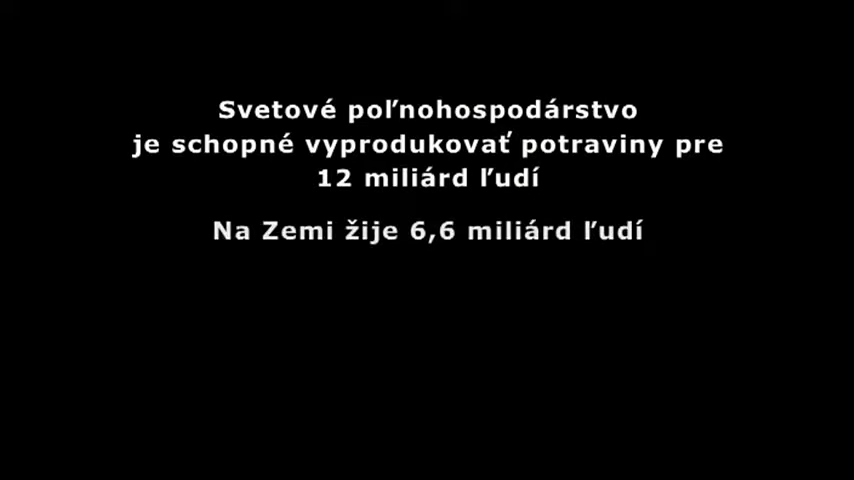 Svetové poľnohospodárstvo
je schopné vyprodukovať potraviny pre
12 miliárd ľudí
Na Zemi žije 6,6 miliárd ľudí